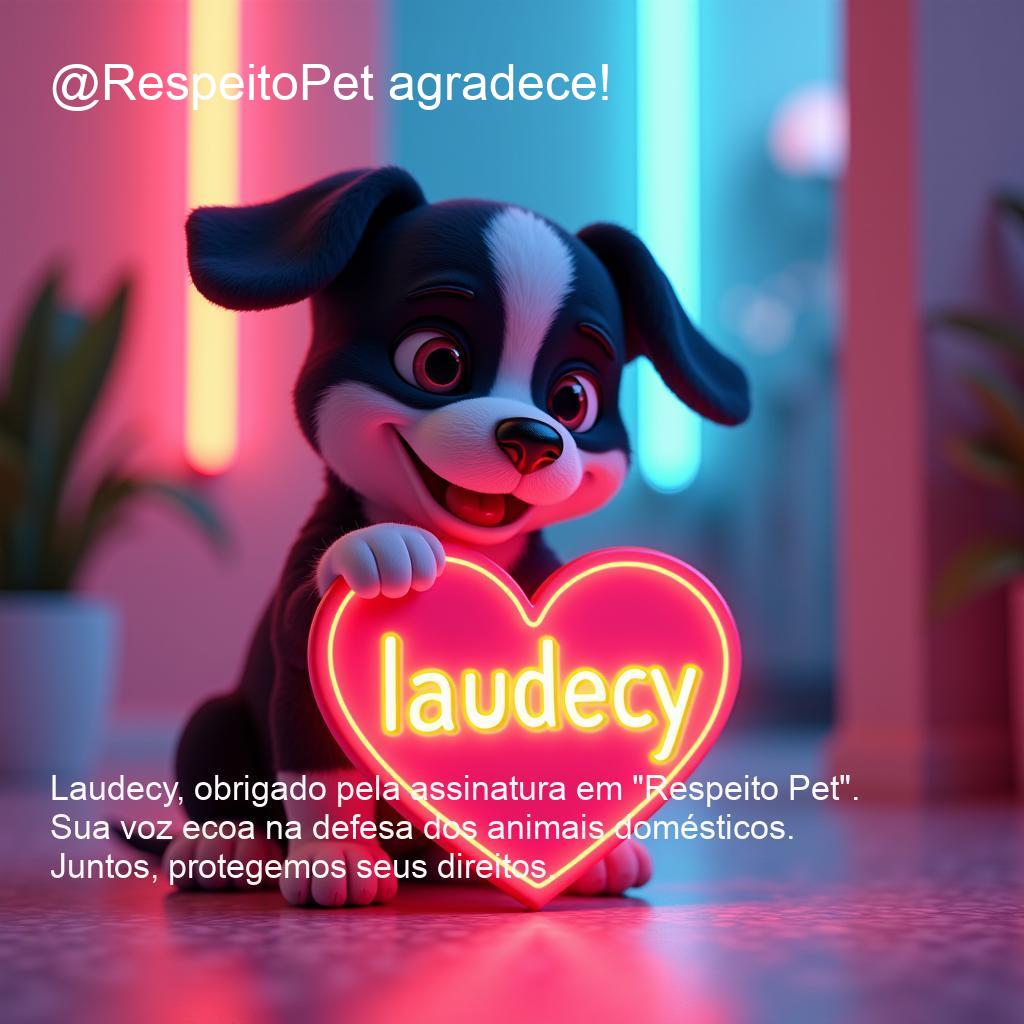 @RespeitoPet agradece!
laudecy
Laudecy, obrigado pela assinatura em "Respeito Pet".
Sua voz ecoa na defesa dos animais domésticos.
Juntos, protegemos seus direitos.